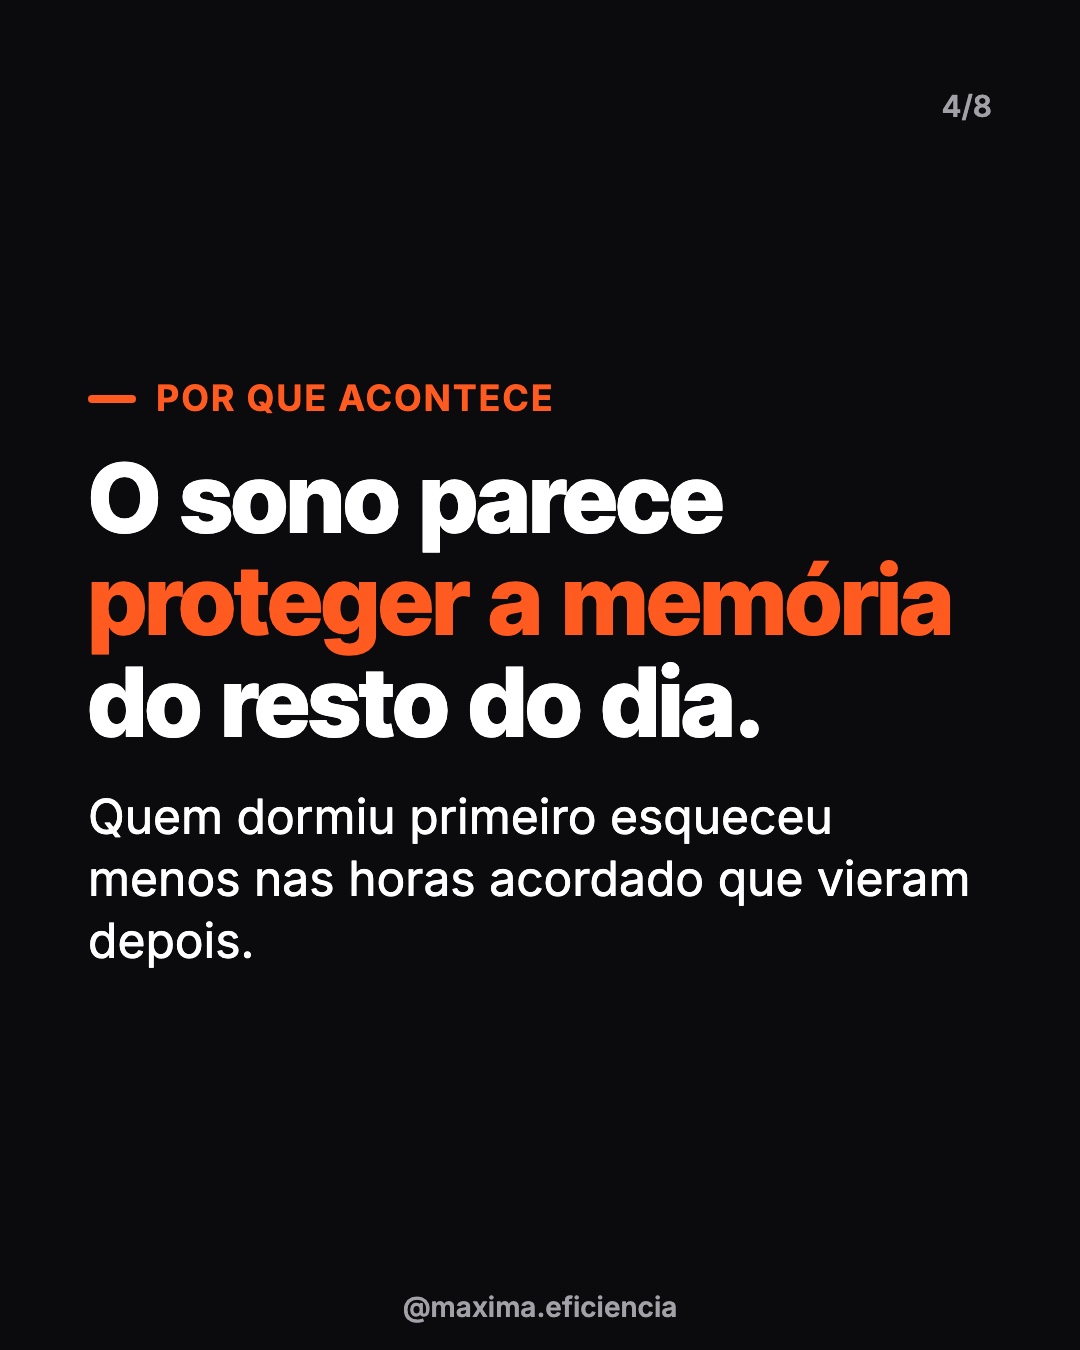 4/8
POR QUE ACONTECE
O sono parece
proteger a memória
do resto do dia.
Quem dormiu primeiro esqueceu
menos nas horas acordado que vieram
depois.
@maxima.eficiencia